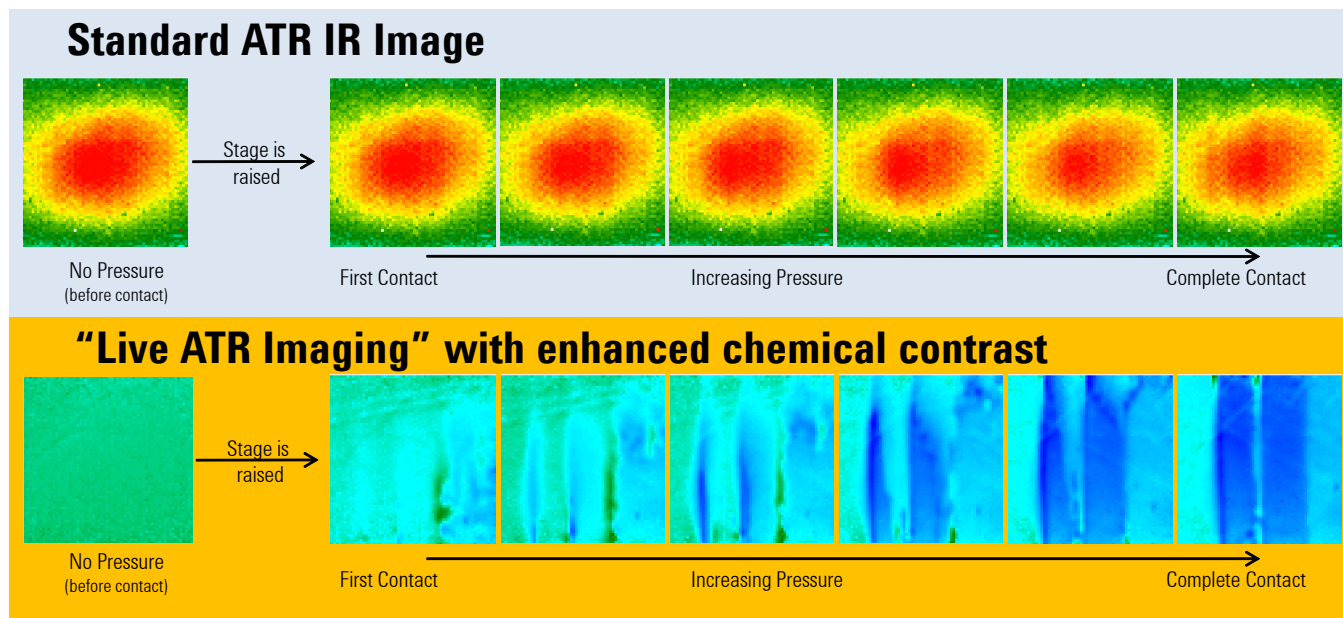 Standard ATR IR Image
Stage is
raised
No Pressure
(before contact)
First Contact
Increasing Pressure
Complete Contact
“Live ATR Imaging” with enhanced chemical contrast
Stage is
raised
No Pressure
(before contact)
First Contact
Increasing Pressure
Complete Contact